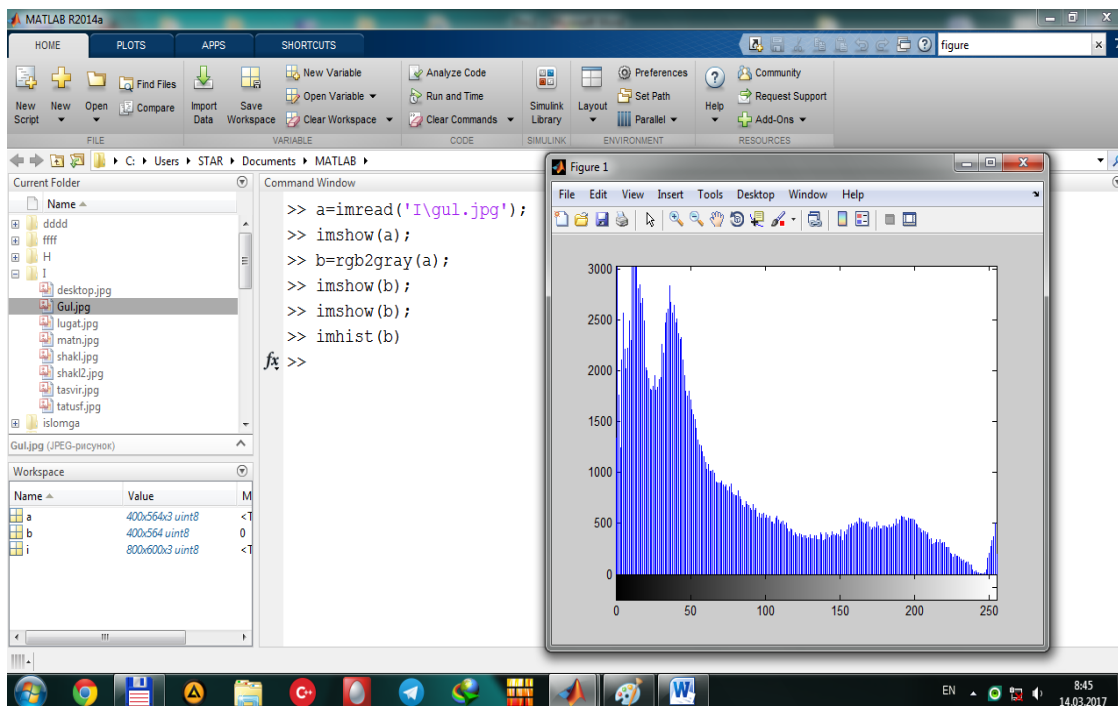 MATLAB R2014a
HOME PLOTS APPS SHORTCUTS figure
New Script
New
Open
Find Files
Compare
Import Data
Save Workspace
New Variable
Open Variable
Clear Workspace
Analyze Code
Run and Time
Clear Commands
Simulink Library
Layout
Preferences
Set Path
Parallel
Help
Community
Request Support
Add-Ons
FILE VARIABLE CODE SIMULINK ENVIRONMENT RESOURCES
C: Users STAR Documents MATLAB
Current Folder
Name
dddd
ffff
H
I
desktop.jpg
Gul.jpg
lugat.jpg
matn.jpg
shakl.jpg
shakl2.jpg
tasvir.jpg
tatusf.jpg
islomga
Gul.jpg (JPEG-рисунок)
Workspace
Name Value M
a 400x564x3 uint8 <T
b 400x564 uint8 0
i 800x600x3 uint8 <T
Command Window
>> a=imread('I\gul.jpg');
>> imshow(a);
>> b=rgb2gray(a);
>> imshow(b);
>> imshow(b);
>> imhist(b)
fx >>
Figure 1
File Edit View Insert Tools Desktop Window Help
3000
2500
2000
1500
1000
500
0
0 50 100 150 200 250
EN 8:45
14.03.2017